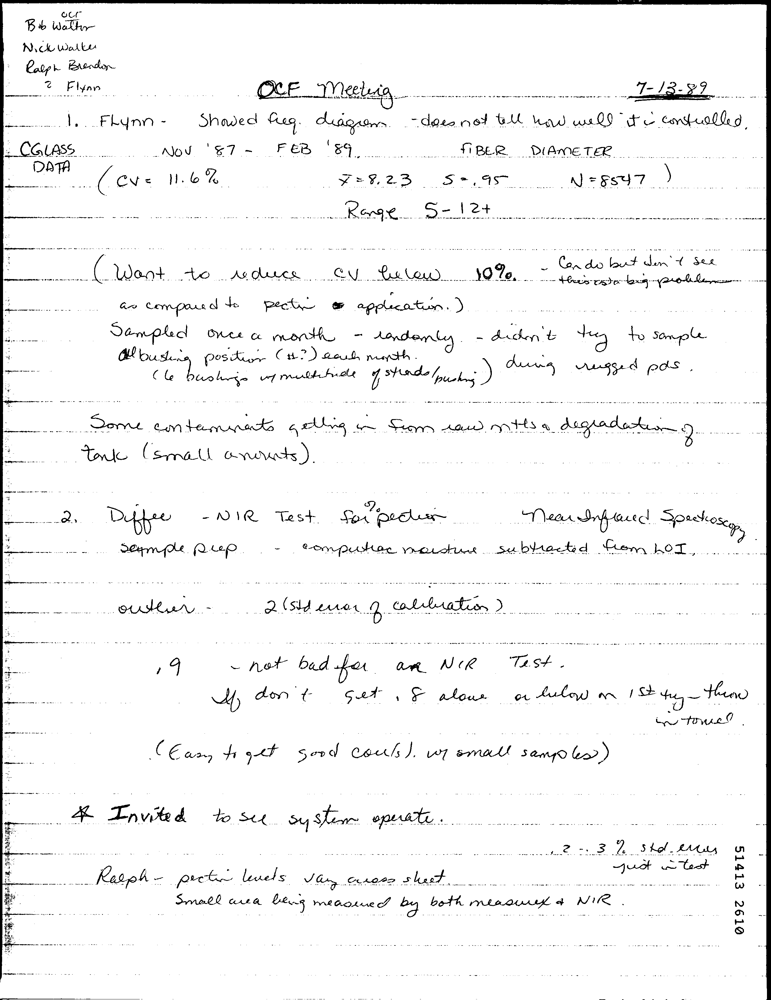 OCF
Bob Walther
Nick Walker
Ralph Brendon
? Flynn
OCF Meeting 7-13-89
1. Flynn - Showed freq. diagram - does not tell how well it is controlled.
CGLASS DATA
NOV '87 - FEB '89 FIBER DIAMETER
(CV = 11.6% x̄ = 8.23 S = .95 N = 8547)
Range 5-12+
(Want to reduce CV below 10%. - Can do but don't see this as a big problem
as compared to pectin application.)
Sampled once a month - randomly - didn't try to sample
All bushing position (#?) each month. during rugged pds.
(6 bushings w/ multitude of strands/bushing)
Some contaminants getting in from raw mtls & degradation of
tank (small amounts).
2. Diffee - NIR Test for % pectin Near Infrared Spectroscopy
sample prep - moisture subtracted from LOI.
outlier - 2 (std error of calibration)
.9 - not bad for an NIR Test.
If don't get .8 above or below on 1st try - throw
in towel.
(Easy to get good w/ small samples)
* Invited to see system operate.
.2 - .3 % std. error
just in test
Ralph - pectin levels vary across sheet.
Small area being measured by both measurex & NIR.
51413 2610